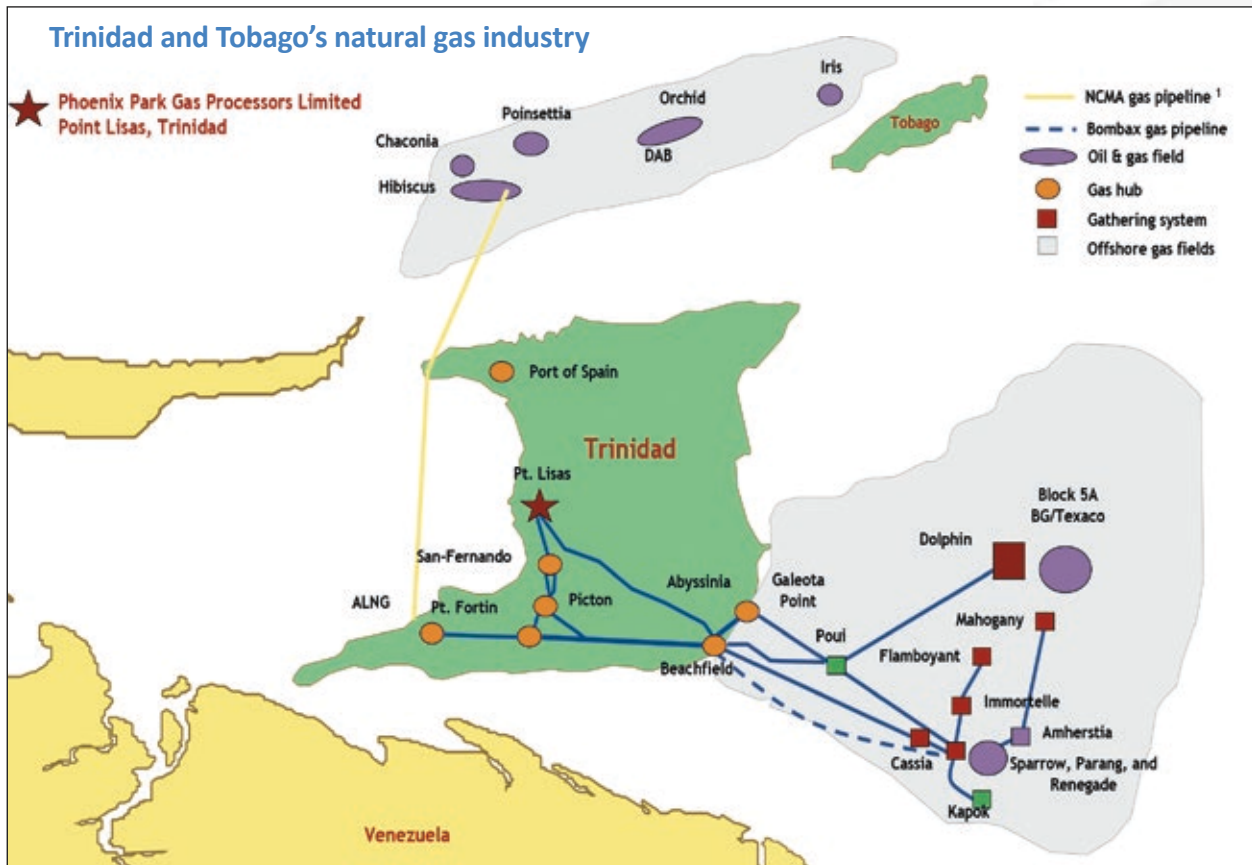 Trinidad and Tobago's natural gas industry
Phoenix Park Gas Processors Limited
Point Lisas, Trinidad
Iris
Orchid
Poinsettia
Chaconia
DAB
Hibiscus
Tobago
NCMA gas pipeline 1
Bombax gas pipeline
Oil & gas field
Gas hub
Gathering system
Offshore gas fields
Port of Spain
Trinidad
Pt. Lisas
Block 5A
BG/Texaco
Dolphin
San-Fernando
Abyssinia
Galeota
Point
ALNG
Pt. Fortin
Picton
Mahogany
Poui
Flamboyant
Beachfield
Immortelle
Amherstia
Cassia
Sparrow, Parang, and
Renegade
Kapok
Venezuela